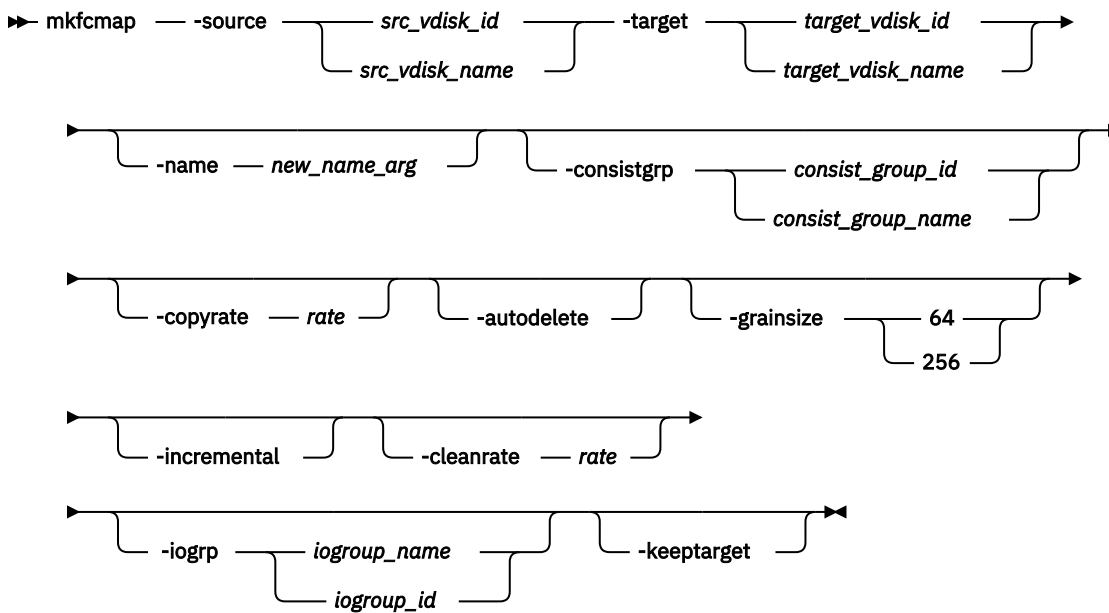 mkfcmap -source src_vdisk_id -target target_vdisk_id
src_vdisk_name target_vdisk_name
-name new_name_arg -consistgrp consist_group_id
consist_group_name
-copyrate rate -autodelete -grainsize 64
256
-incremental -cleanrate rate
-iogrp iogroup_name -keeptarget
iogroup_id